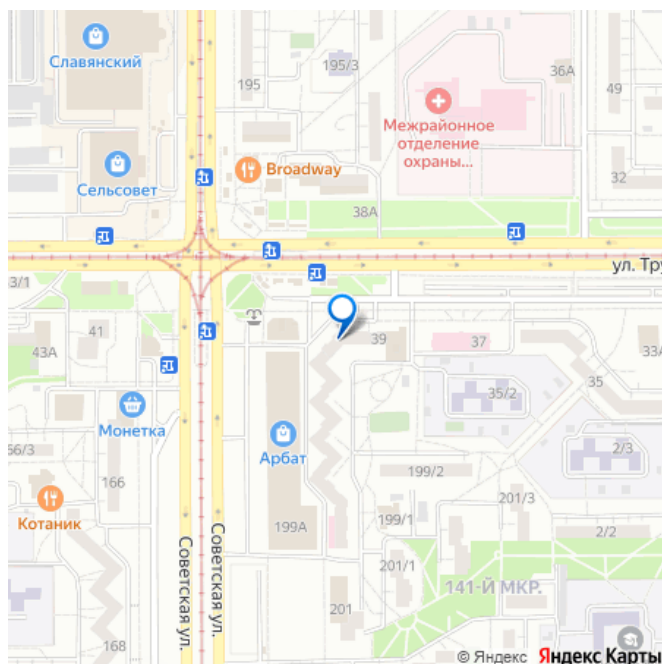 Славянский
195
195/3
36А
49
Межрайонное
отделение
охраны...
Сельсовет
Broadway
32
38А
ул. Тру
3/1
41
43А
39
37
33А
35
35/2
Монетка
Арбат
2/3
66/3
166
199/2
201/3
Котаник
199А
199/1
2/2
Советская ул.
Советская ул.
201/1
141-Й МКР.
201
168
© Яндекс Яндекс Карты